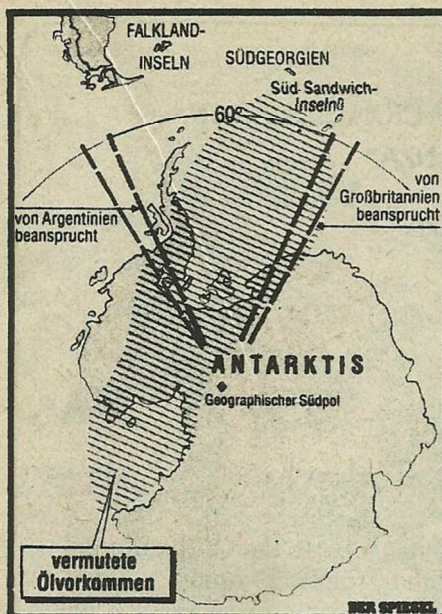 FALKLAND-
INSELN
SÜDGEORGIEN
Süd-Sandwich-
Inseln
60°
von Argentinien
beansprucht
von
Großbritannien
beansprucht
ANTARKTIS
Geographischer Südpol
vermutete
Ölvorkommen
DER SPIEGEL